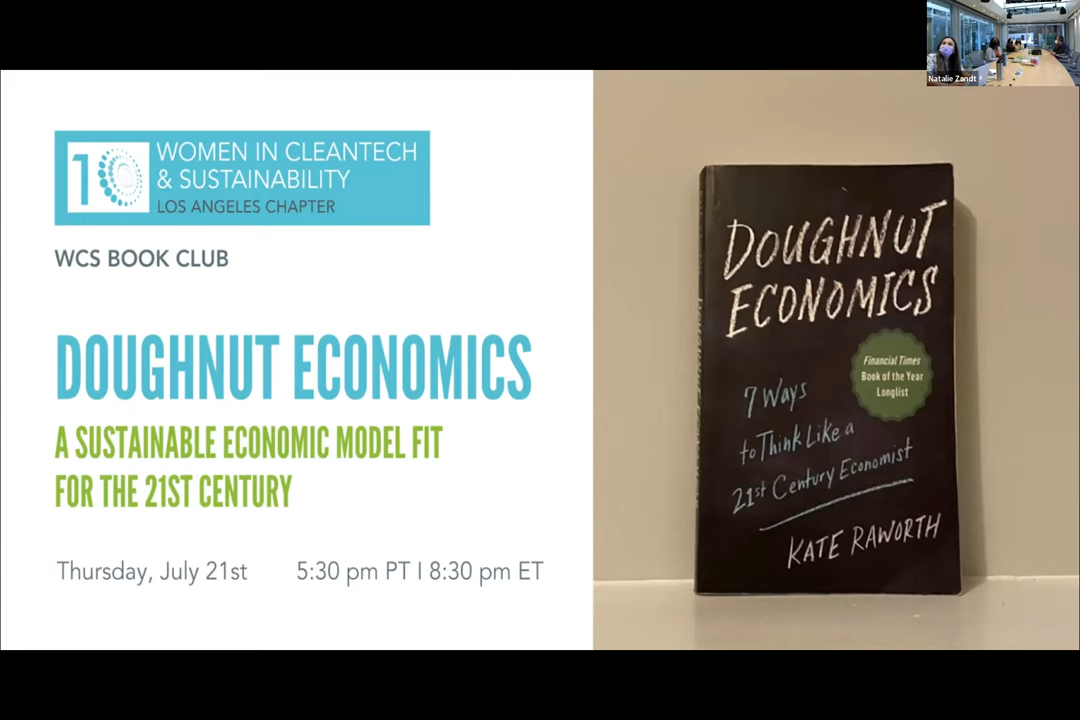 10
WOMEN IN CLEANTECH
& SUSTAINABILITY
LOS ANGELES CHAPTER
WCS BOOK CLUB
DOUGHNUT ECONOMICS
A SUSTAINABLE ECONOMIC MODEL FIT
FOR THE 21ST CENTURY
Thursday, July 21st 5:30 pm PT I 8:30 pm ET
DOUGHNUT
ECONOMICS
Financial Times
Book of the Year
Longlist
7 Ways
to Think Like a
21st Century Economist
KATE RAWORTH
Natalie Zandt